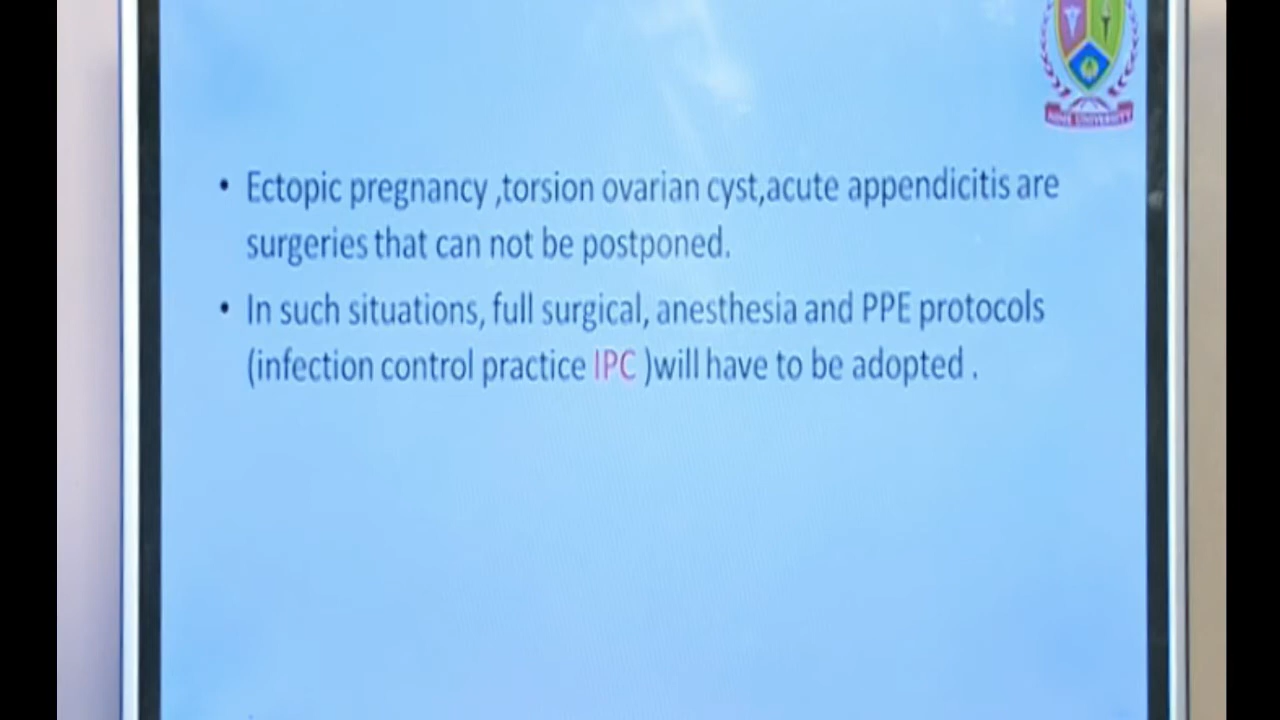 • Ectopic pregnancy ,torsion ovarian cyst,acute appendicitis are
surgeries that can not be postponed.
• In such situations, full surgical, anesthesia and PPE protocols
(infection control practice IPC )will have to be adopted .
UNIVERSITY